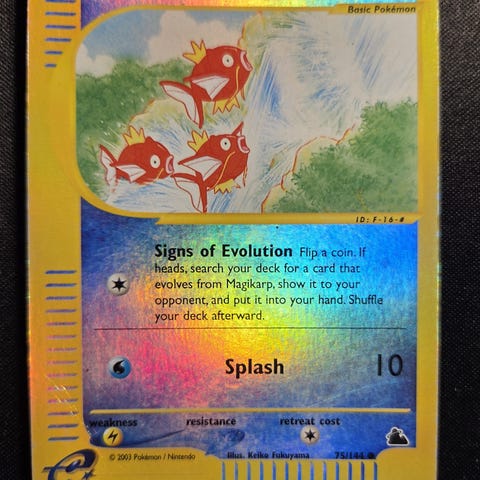 Basic Pokémon
ID: F-16-#
Signs of Evolution Flip a coin. If
heads, search your deck for a card that
evolves from Magikarp, show it to your
opponent, and put it into your hand. Shuffle
your deck afterward.
Splash 10
weakness resistance retreat cost
© 2003 Pokémon / Nintendo Illus. Keiko Fukuyama 75/144